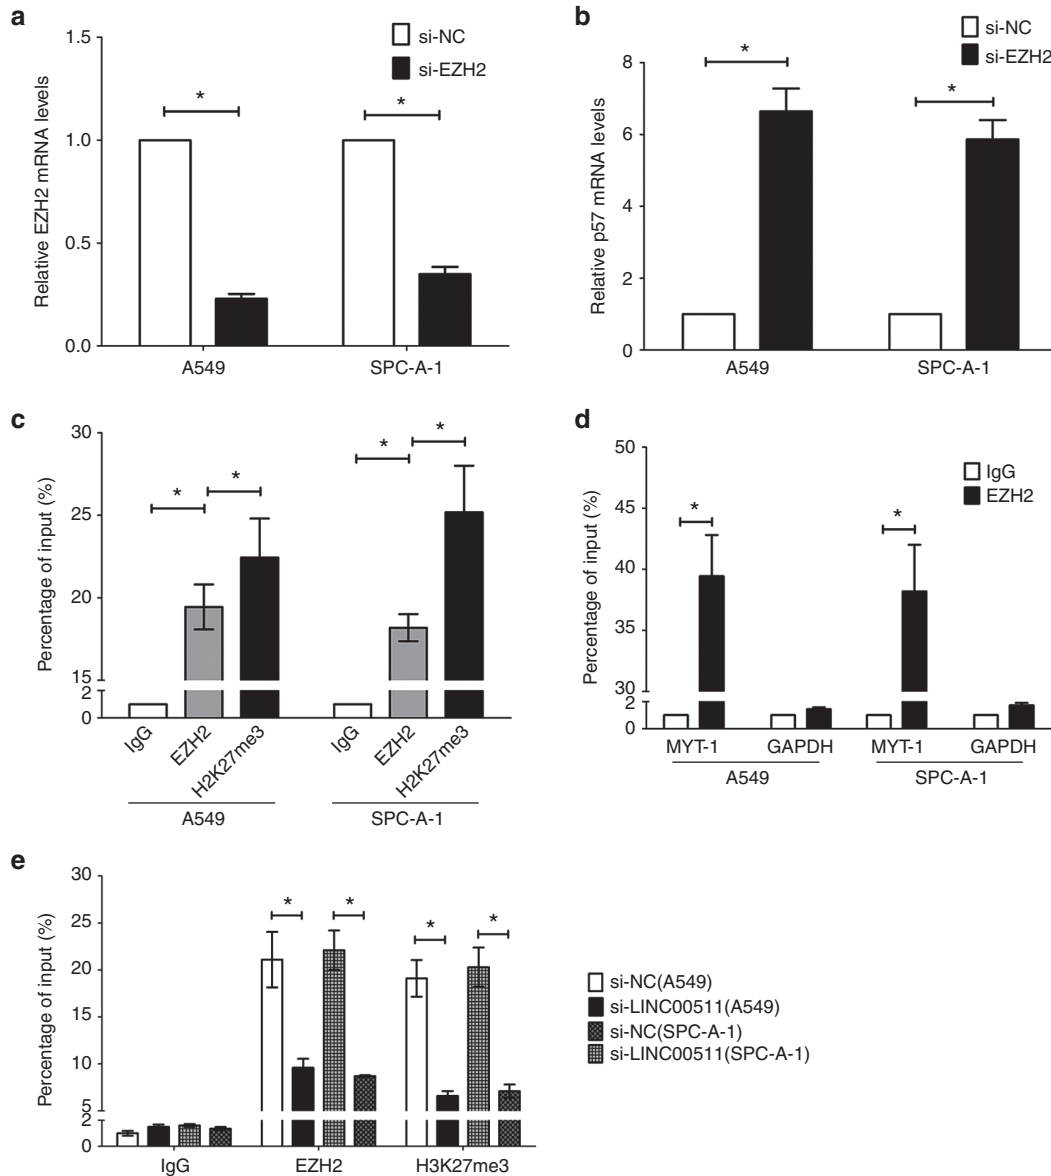 a
si-NC
si-EZH2
Relative EZH2 mRNA levels
1.5
1.0
0.5
0.0
*
*
A549
SPC-A-1
b
si-NC
si-EZH2
Relative p57 mRNA levels
8
6
4
2
0
*
*
A549
SPC-A-1
c
Percentage of input (%)
30
25
20
15
2
0
*
*
*
*
IgG
EZH2
H2K27me3
IgG
EZH2
H2K27me3
A549
SPC-A-1
d
IgG
EZH2
Percentage of input (%)
50
45
40
35
30
2
0
*
*
MYT-1
GAPDH
MYT-1
GAPDH
A549
SPC-A-1
e
Percentage of input (%)
30
25
20
15
10
5
2
0
*
*
*
*
IgG
EZH2
H3K27me3
si-NC(A549)
si-LINC00511(A549)
si-NC(SPC-A-1)
si-LINC00511(SPC-A-1)